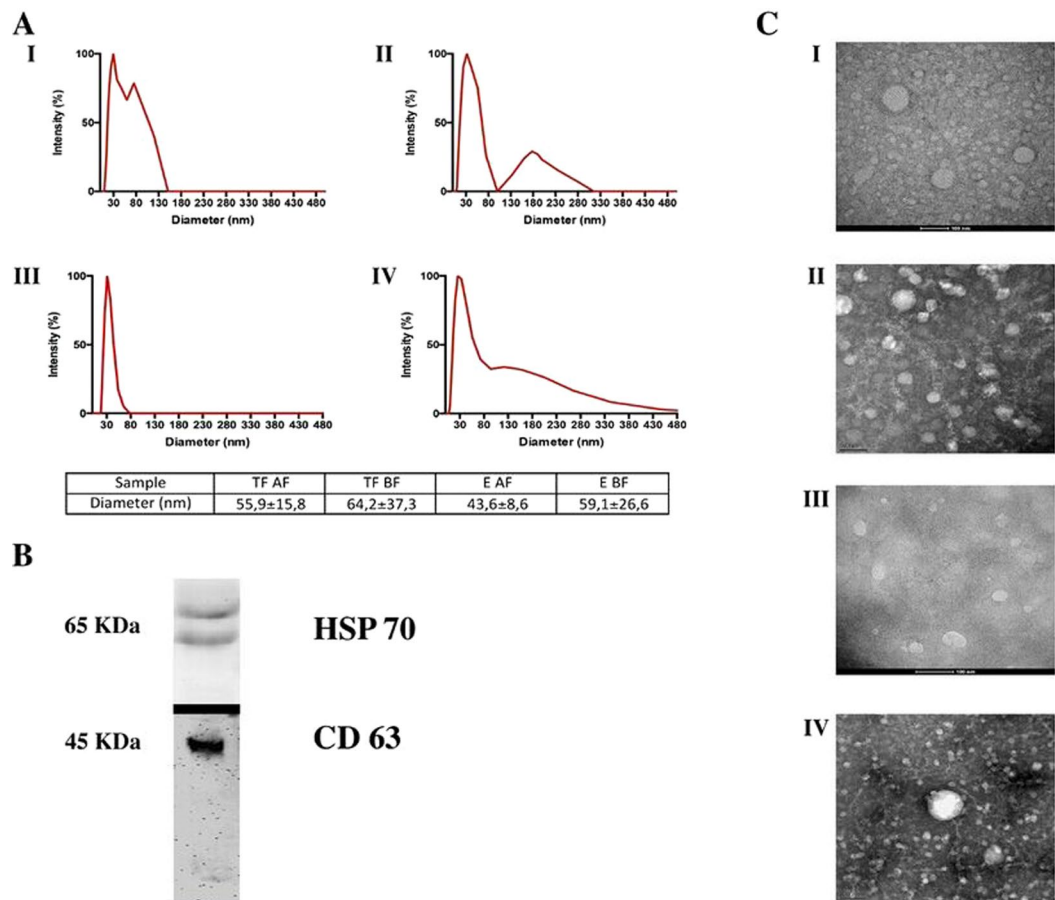 A
I
100
50
0
Intensity (%)
30 80 130 180 230 280 330 380 430 480
Diameter (nm)
II
100
50
0
Intensity (%)
30 80 130 180 230 280 330 380 430 480
Diameter (nm)
III
100
50
0
Intensity (%)
30 80 130 180 230 280 330 380 430 480
Diameter (nm)
IV
100
50
0
Intensity (%)
30 80 130 180 230 280 330 380 430 480
Diameter (nm)
Sample TF AF TF BF E AF E BF
Diameter (nm) 55,9±15,8 64,2±37,3 43,6±8,6 59,1±26,6
B
65 KDa HSP 70
45 KDa CD 63
C
I
II
III
100 nm
IV